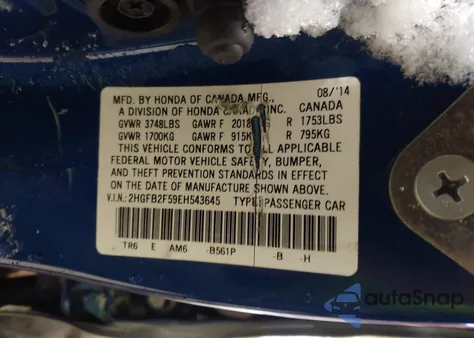 MFD. BY HONDA OF CANADA MFG., 08/'14
A DIVISION OF HONDA CANADA INC. CANADA
GVWR 3748LBS GAWR F 2018LBS R 1753LBS
GVWR 1700KG GAWR F 915KG R 795KG
THIS VEHICLE CONFORMS TO ALL APPLICABLE
FEDERAL MOTOR VEHICLE SAFETY, BUMPER,
AND THEFT PREVENTION STANDARDS IN EFFECT
ON THE DATE OF MANUFACTURE SHOWN ABOVE.
V.I.N.: 2HGFB2F59EH543645 TYPE: PASSENGER CAR
TR6 E AM6 -B561P -B -H
autoSnap